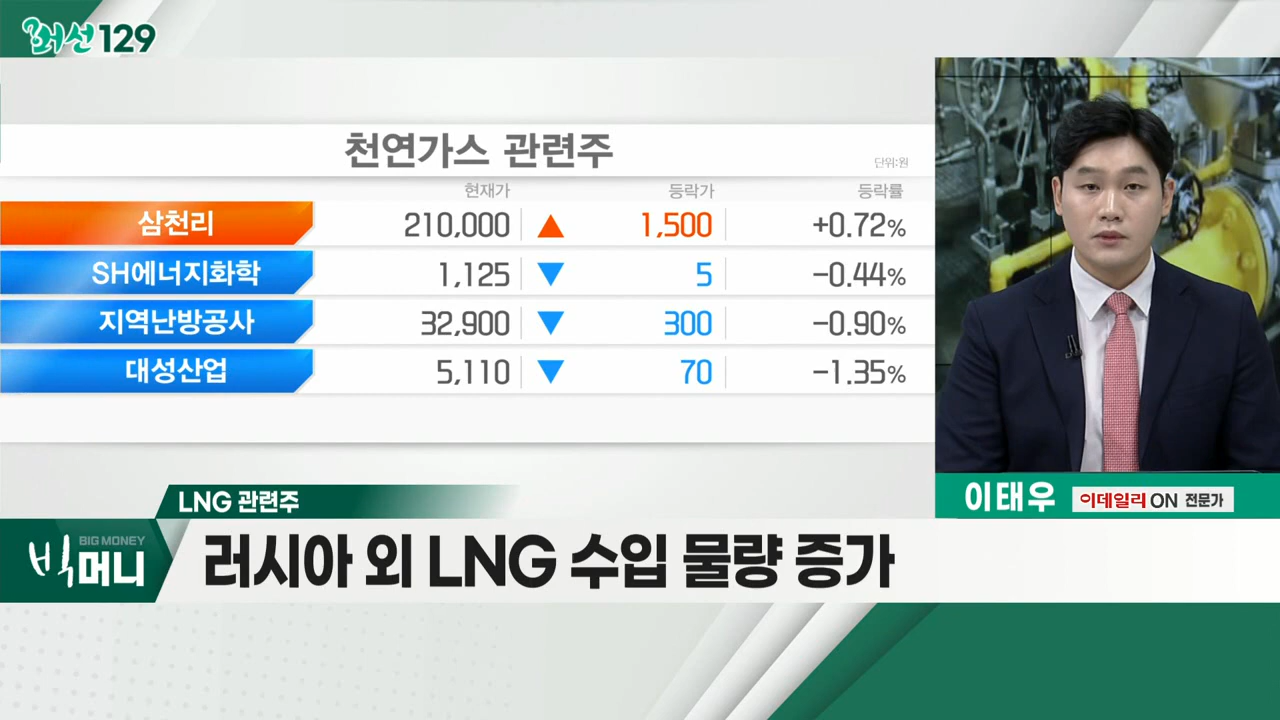 최선129
천연가스 관련주
단위:원
현재가 등락가 등락률
삼천리 210,000 ▲ 1,500 +0.72%
SH에너지화학 1,125 ▼ 5 -0.44%
지역난방공사 32,900 ▼ 300 -0.90%
대성산업 5,110 ▼ 70 -1.35%
이태우 이데일리 ON 전문가
LNG 관련주
BIG MONEY
빅머니
러시아 외 LNG 수입 물량 증가